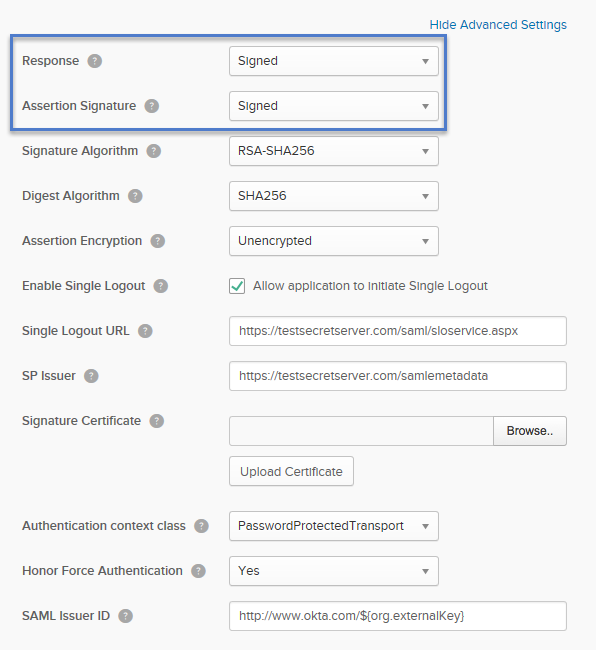 Hide Advanced Settings
Response ? Signed
Assertion Signature ? Signed
Signature Algorithm ? RSA-SHA256
Digest Algorithm ? SHA256
Assertion Encryption ? Unencrypted
Enable Single Logout ? Allow application to initiate Single Logout
Single Logout URL ? https://testsecretserver.com/saml/sloservice.aspx
SP Issuer ? https://testsecretserver.com/samlemetadata
Signature Certificate ? Browse..
Upload Certificate
Authentication context class ? PasswordProtectedTransport
Honor Force Authentication ? Yes
SAML Issuer ID ? http://www.okta.com/${org.externalKey}